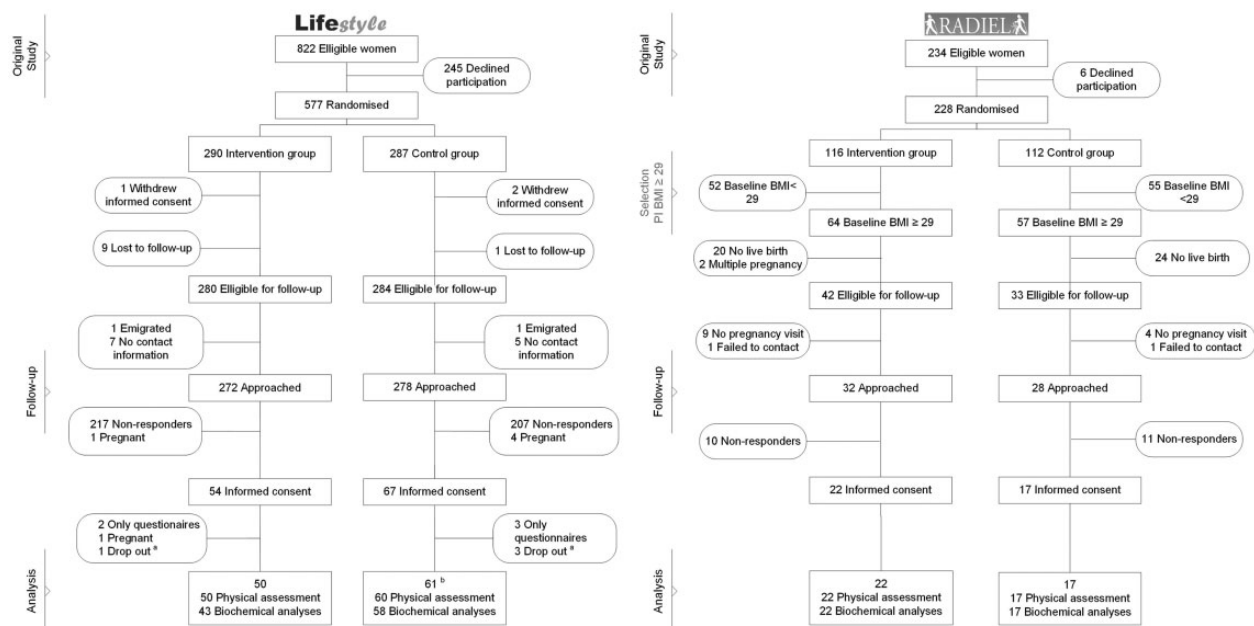 Lifestyle
Original
Study
822 Elligible women
245 Declined
participation
577 Randomised
290 Intervention group
287 Control group
1 Withdrew
informed consent
2 Withdrew
informed consent
9 Lost to follow-up
1 Lost to follow-up
280 Elligible for follow-up
284 Elligible for follow-up
1 Emigrated
7 No contact
information
1 Emigrated
5 No contact
information
Follow-up
272 Approached
278 Approached
217 Non-responders
1 Pregnant
207 Non-responders
4 Pregnant
54 Informed consent
67 Informed consent
2 Only questionaires
1 Pregnant
1 Drop out a
3 Only
questionnaires
3 Drop out a
Analysis
50
50 Physical assessment
43 Biochemical analyses
61 b
60 Physical assessment
58 Biochemical analyses
RADIEL
Original
Study
234 Eligible women
6 Declined
participation
228 Randomised
116 Intervention group
112 Control group
Selection
PI BMI ≥ 29
52 Baseline BMI<
29
55 Baseline BMI
<29
64 Baseline BMI ≥ 29
57 Baseline BMI ≥ 29
20 No live birth
2 Multiple pregnancy
24 No live birth
42 Eligible for follow-up
33 Eligible for follow-up
9 No pregnancy visit
1 Failed to contact
4 No pregnancy visit
1 Failed to contact
Follow-up
32 Approached
28 Approached
10 Non-responders
11 Non-responders
22 Informed consent
17 Informed consent
Analysis
22
22 Physical assessment
22 Biochemical analyses
17
17 Physical assessment
17 Biochemical analyses